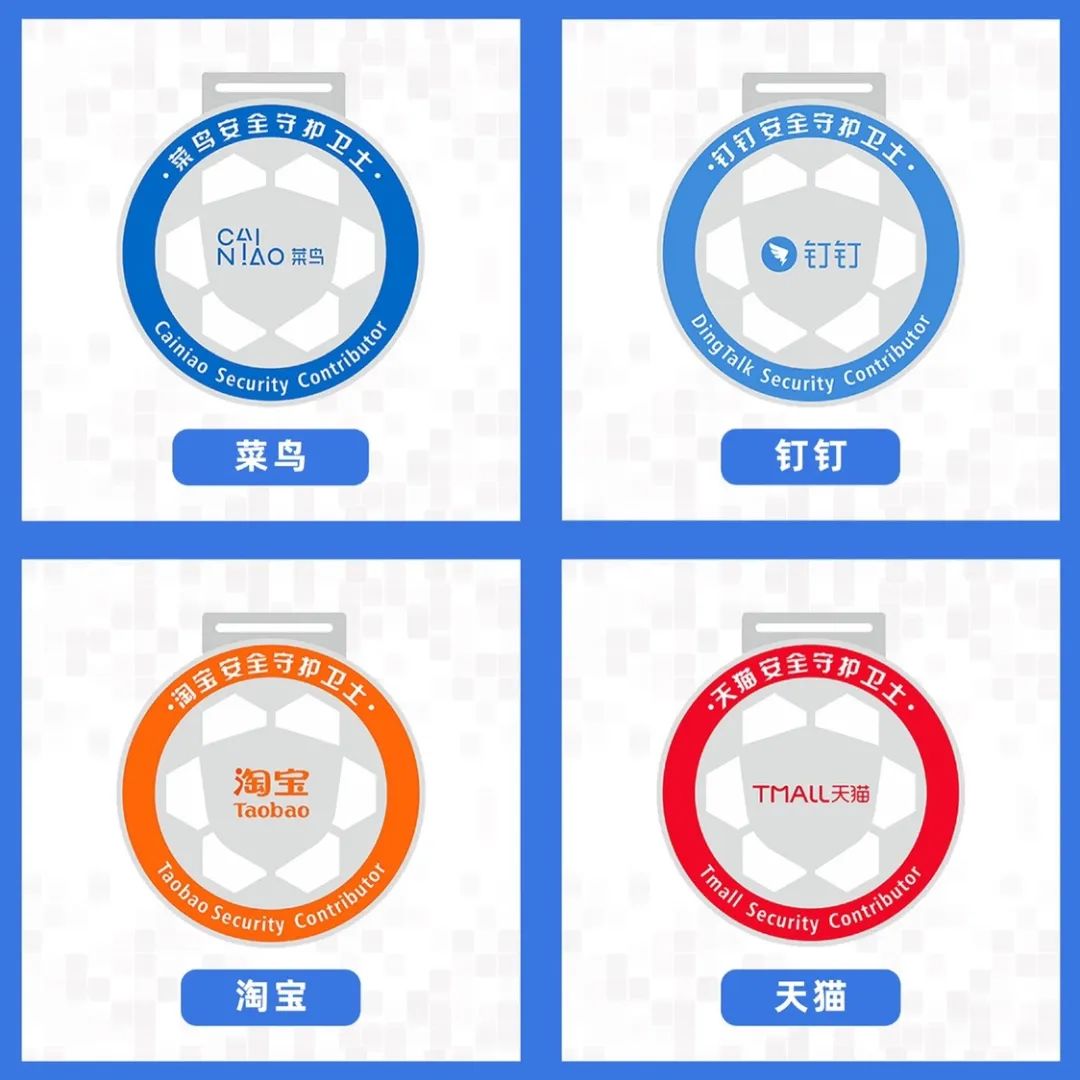 ·菜鸟安全守护卫士·
CAI
NIAO 菜鸟
Cainiao Security Contributor
菜鸟
·钉钉安全守护卫士·
钉钉
DingTalk Security Contributor
钉钉
·淘宝安全守护卫士·
淘宝
Taobao
Taobao Security Contributor
淘宝
·天猫安全守护卫士·
TMALL天猫
Tmall Security Contributor
天猫